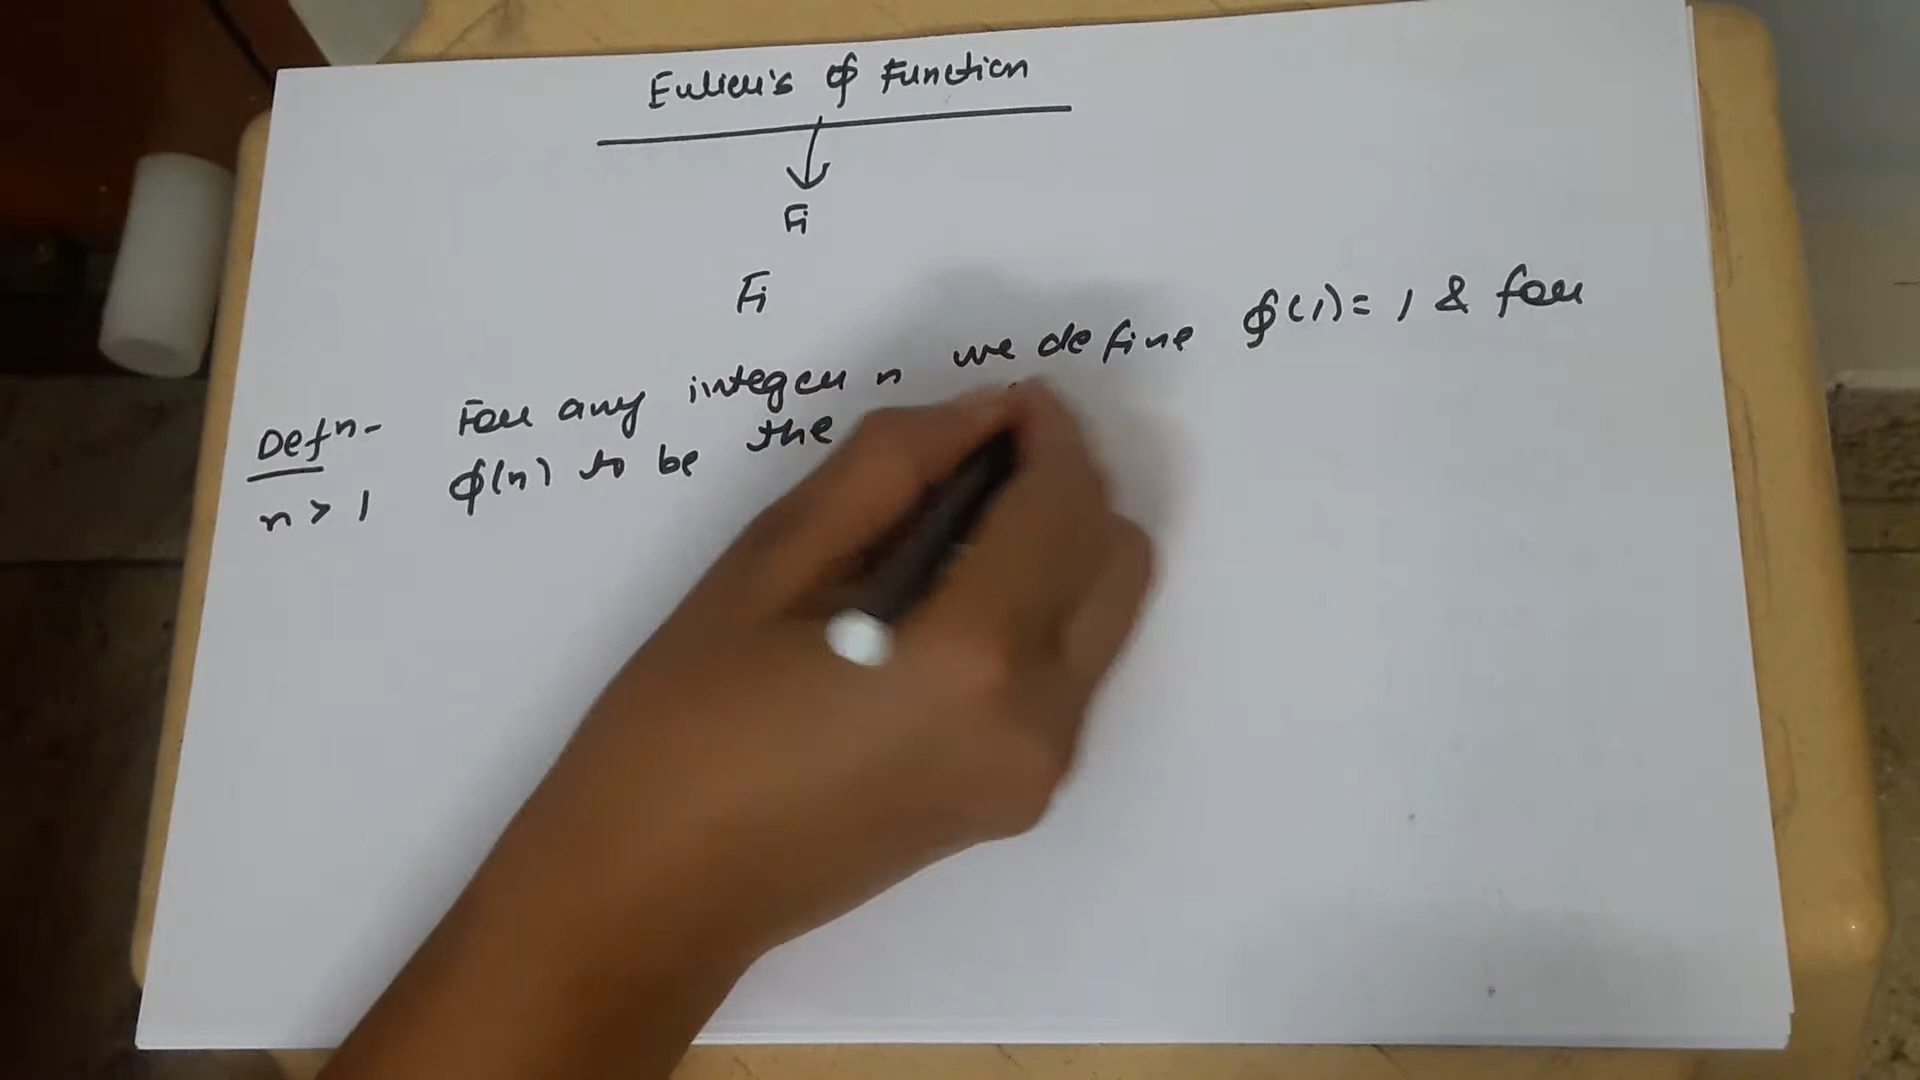 Euler's φ Function
Fi
Fi
Defn- For any integer n we define φ(1) = 1 & for
n > 1 φ(n) to be the